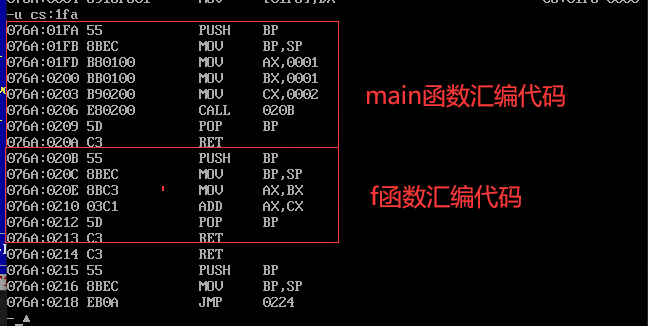 -u cs:1fa
076A:01FA 55 PUSH BP
076A:01FB 8BEC MOV BP,SP
076A:01FD B80100 MOV AX,0001
076A:0200 BB0100 MOV BX,0001
076A:0203 B90200 MOV CX,0002
076A:0206 E80200 CALL 020B
076A:0209 5D POP BP
076A:020A C3 RET
main函数汇编代码
076A:020B 55 PUSH BP
076A:020C 8BEC MOV BP,SP
076A:020E 8BC3 MOV AX,BX
076A:0210 03C1 ADD AX,CX
076A:0212 5D POP BP
076A:0213 C3 RET
f函数汇编代码
076A:0214 C3 RET
076A:0215 55 PUSH BP
076A:0216 8BEC MOV BP,SP
076A:0218 EB0A JMP 0224
-